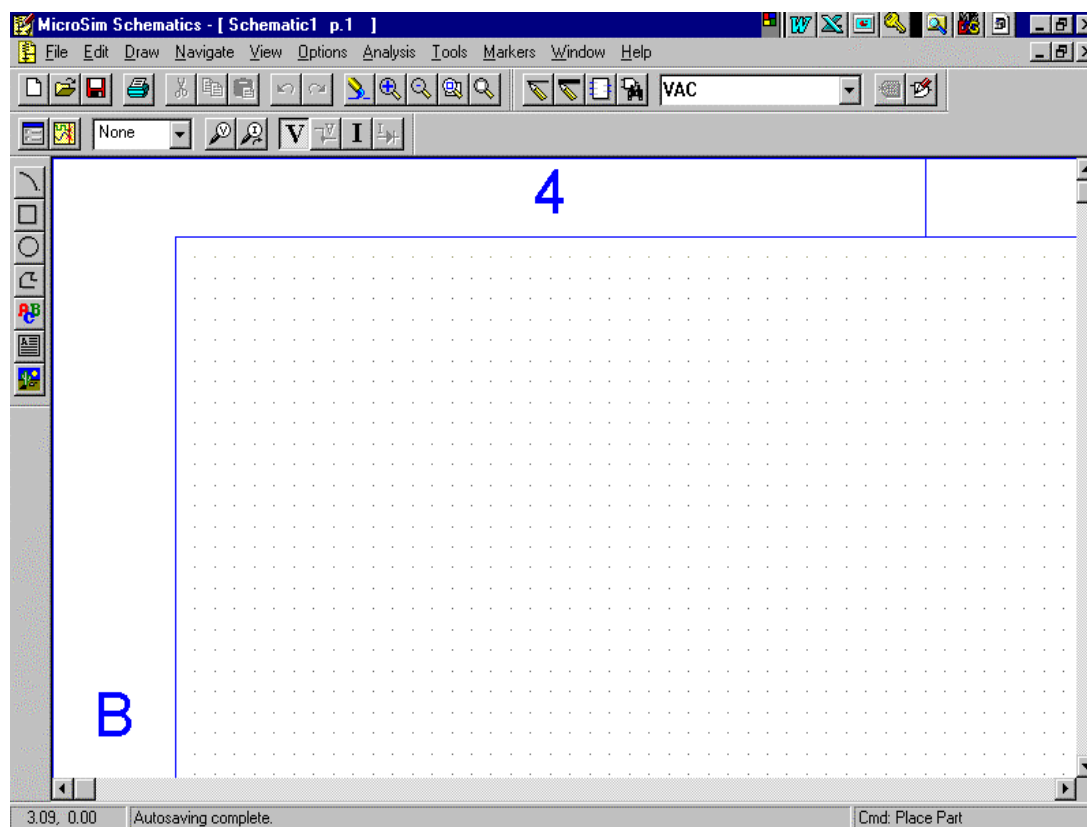 MicroSim Schematics - [ Schematic1 p.1 ]
File Edit Draw Navigate View Options Analysis Tools Markers Window Help
VAC
None V I
4
ABC
B
3.09, 0.00 Autosaving complete. Cmd: Place Part